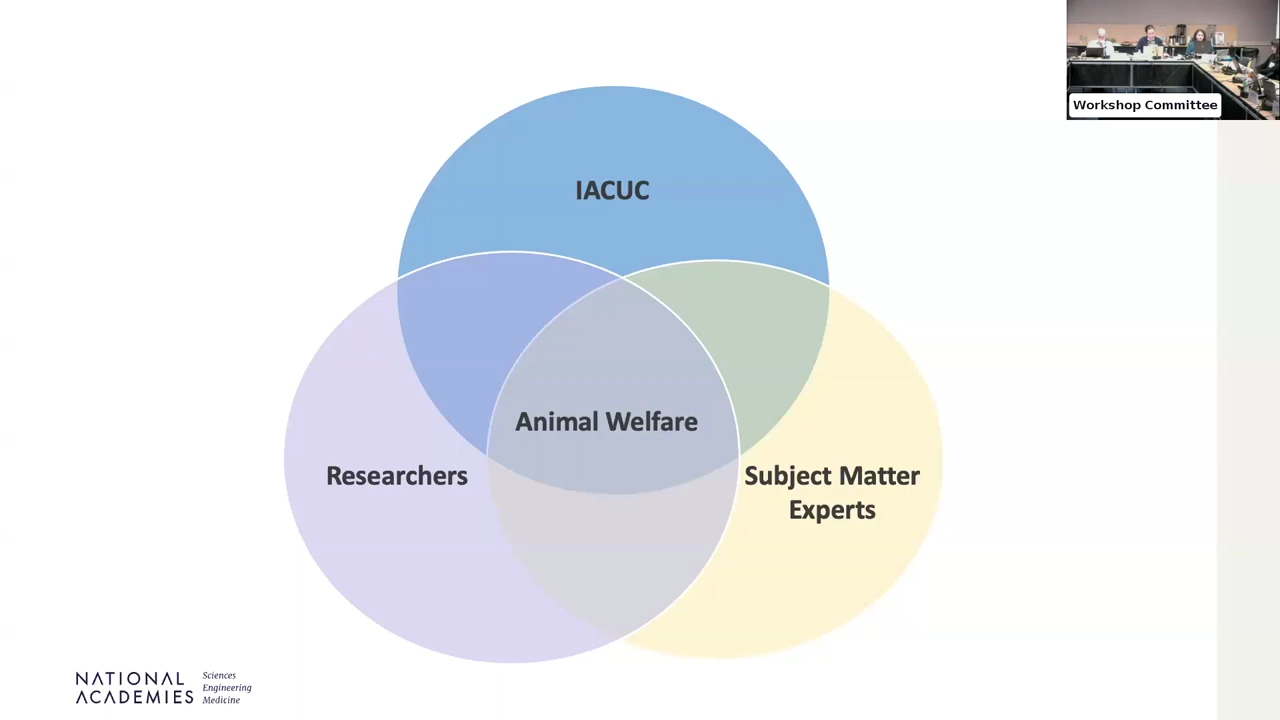 Workshop Committee
IACUC
Animal Welfare
Researchers
Subject Matter
Experts
NATIONAL
ACADEMIES
Sciences
Engineering
Medicine